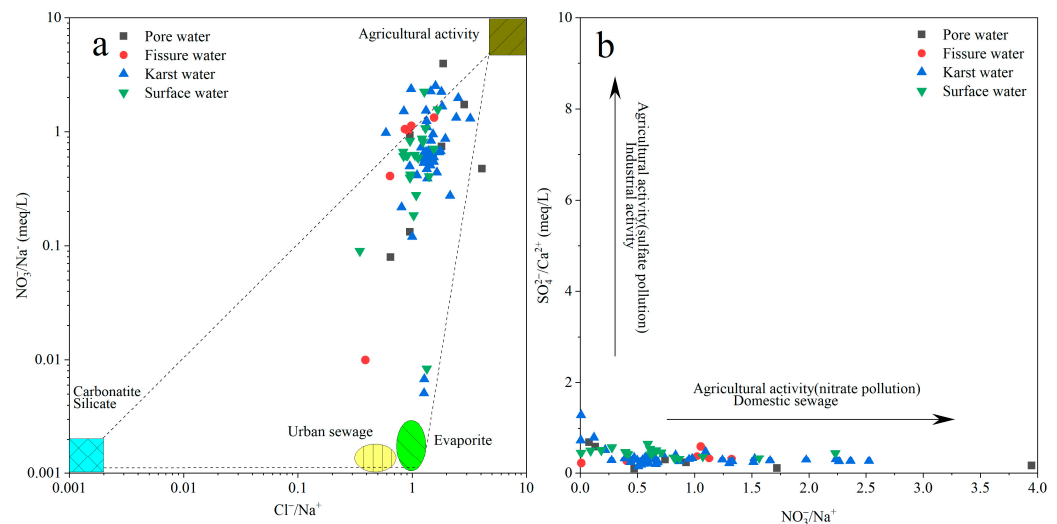 a
Pore water
Fissure water
Karst water
Surface water
Agricultural activity
Carbonatite
Silicate
Urban sewage
Evaporite
10
1
0.1
0.01
0.001
0.001
0.01
0.1
1
10
NO₃⁻/Na⁻ (meq/L)
Cl⁻/Na⁺
b
Pore water
Fissure water
Karst water
Surface water
Agricultural activity(sulfate pollution)
Industrial activity
Agricultural activity(nitrate pollution)
Domestic sewage
10
8
6
4
2
0
0.0
0.5
1.0
1.5
2.0
2.5
3.0
3.5
4.0
SO₄²⁻/Ca²⁺ (meq/L)
NO₃⁻/Na⁺